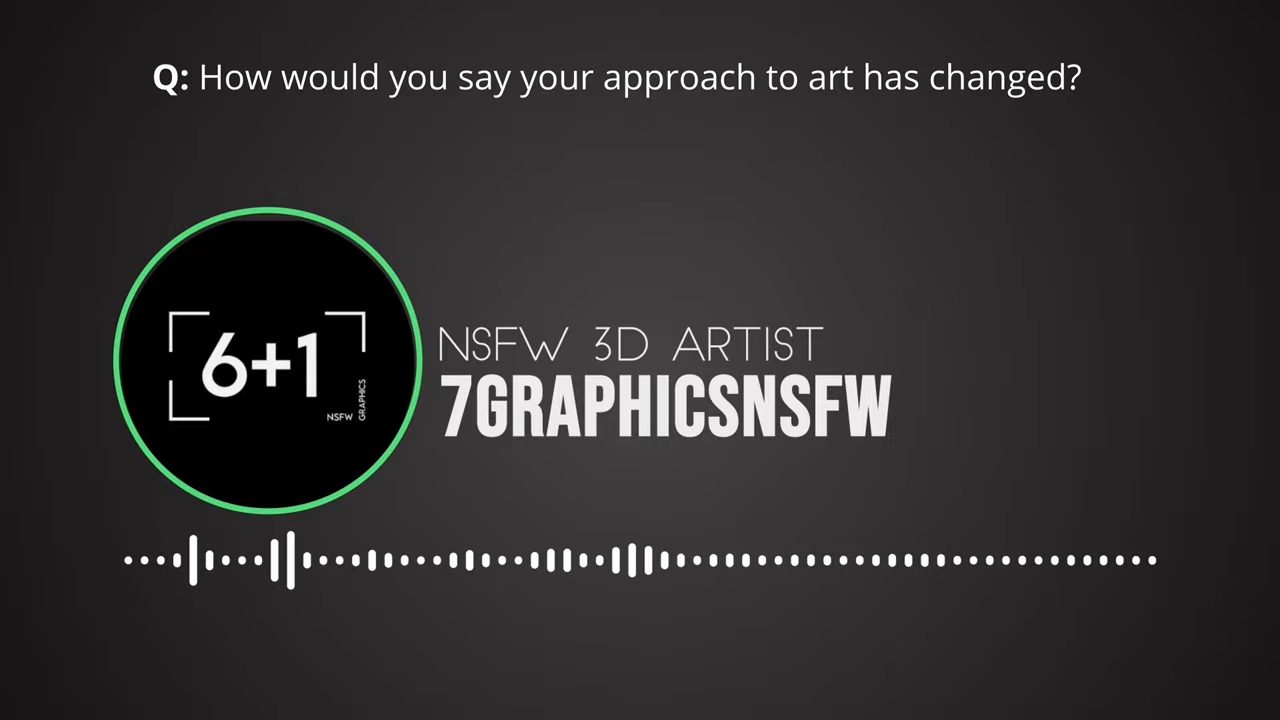 Q: How would you say your approach to art has changed?
6+1
NSFW
GRAPHICS
NSFW 3D ARTIST
7GRAPHICSNSFW